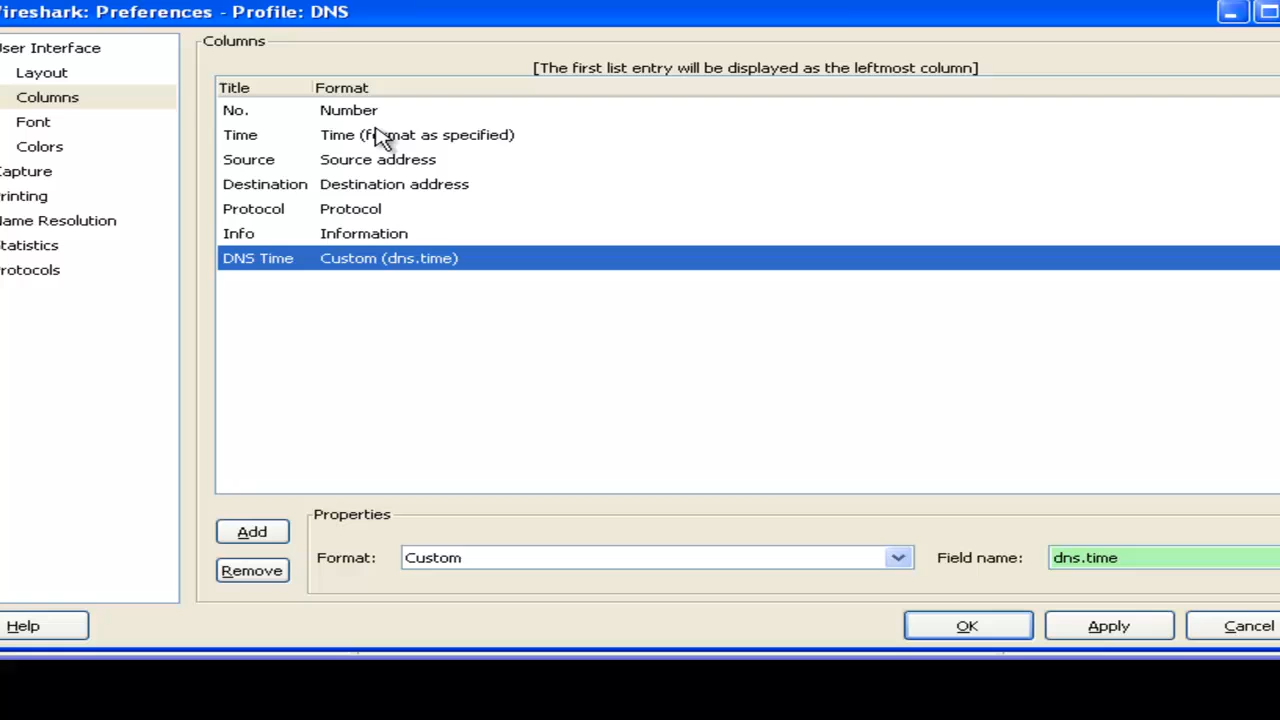 ireshark: Preferences - Profile: DNS
ser Interface
Layout
Columns
Font
Colors
apture
rinting
ame Resolution
tatistics
rotocols
Columns
[The first list entry will be displayed as the leftmost column]
Title Format
No. Number
Time Time (format as specified)
Source Source address
Destination Destination address
Protocol Protocol
Info Information
DNS Time Custom (dns.time)
Add
Remove
Properties
Format: Custom Field name: dns.time
Help OK Apply Cancel